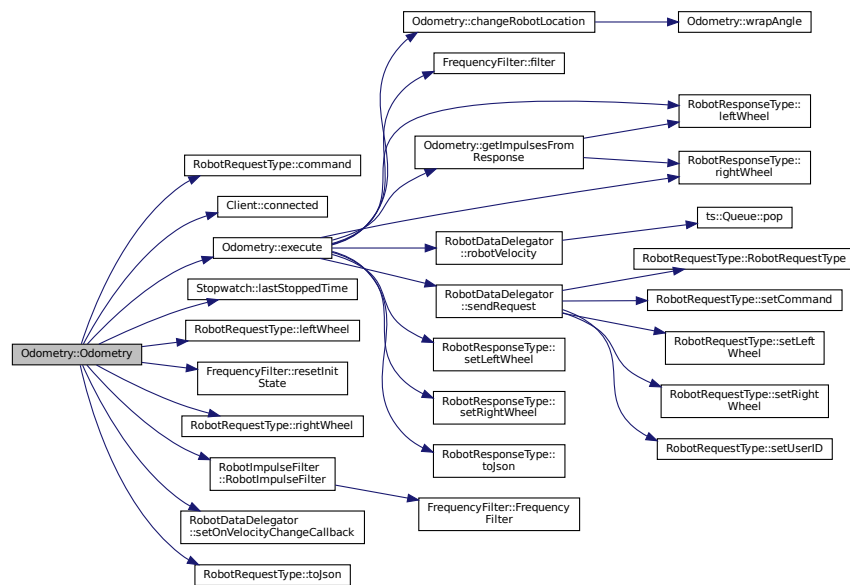 Odometry::Odometry
RobotRequestType::command
Client::connected
Odometry::execute
Stopwatch::lastStoppedTime
RobotRequestType::leftWheel
FrequencyFilter::resetInit
State
RobotRequestType::rightWheel
RobotImpulseFilter
::RobotImpulseFilter
RobotDataDelegator
::setOnVelocityChangeCallback
RobotRequestType::toJson
Odometry::changeRobotLocation
FrequencyFilter::filter
Odometry::getImpulsesFrom
Response
RobotDataDelegator
::robotVelocity
RobotDataDelegator
::sendRequest
RobotResponseType::
setLeftWheel
RobotResponseType::
setRightWheel
RobotResponseType::
toJson
FrequencyFilter::Frequency
Filter
Odometry::wrapAngle
RobotResponseType::
leftWheel
RobotResponseType::
rightWheel
ts::Queue::pop
RobotRequestType::RobotRequestType
RobotRequestType::setCommand
RobotRequestType::setLeft
Wheel
RobotRequestType::setRight
Wheel
RobotRequestType::setUserID